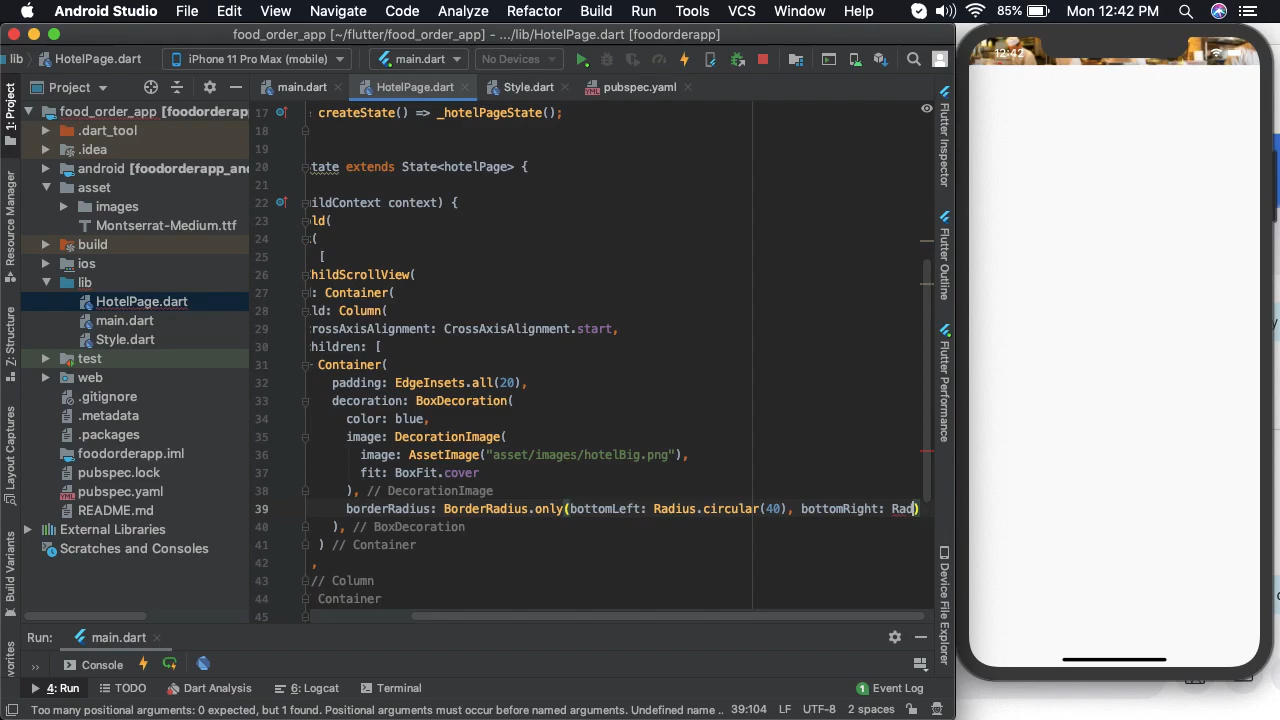 Android Studio File Edit View Navigate Code Analyze Refactor Build Run Tools VCS Window Help 85% Mon 12:42 PM
food_order_app [~/flutter/food_order_app] - .../lib/HotelPage.dart [foodorderapp]
lib HotelPage.dart iPhone 11 Pro Max (mobile) main.dart No Devices
Project main.dart HotelPage.dart Style.dart pubspec.yaml
12:42
1: Project
Resource Manager
Z: Structure
Layout Captures
Build Variants
avorites
food_order_app [foodorderapp
.dart_tool
.idea
android [foodorderapp_and
asset
images
Montserrat-Medium.ttf
build
ios
lib
HotelPage.dart
main.dart
Style.dart
test
web
.gitignore
.metadata
.packages
foodorderapp.iml
pubspec.lock
pubspec.yaml
README.md
External Libraries
Scratches and Consoles
17 createState() => _hotelPageState();
18
19
20 tate extends State<hotelPage> {
21
22 ildContext context) {
23 ld(
24 (
25 [
26 hildScrollView(
27 d: Container(
28 ld: Column(
29 crossAxisAlignment: CrossAxisAlignment.start,
30 hildren: [
31 Container(
32 padding: EdgeInsets.all(20),
33 decoration: BoxDecoration(
34 color: blue,
35 image: DecorationImage(
36 image: AssetImage("asset/images/hotelBig.png"),
37 fit: BoxFit.cover
38 ), // DecorationImage
39 borderRadius: BorderRadius.only(bottomLeft: Radius.circular(40), bottomRight: Rad)
40 ), // BoxDecoration
41 ) // Container
42 ,
43 // Column
44 Container
45
Flutter Inspector
Flutter Outline
Flutter Performance
Device File Explorer
Run: main.dart
Console
4: Run TODO Dart Analysis 6: Logcat Terminal 1 Event Log
Too many positional arguments: 0 expected, but 1 found. Positional arguments must occur before named arguments. Undefined name ... 39:104 LF UTF-8 2 spaces